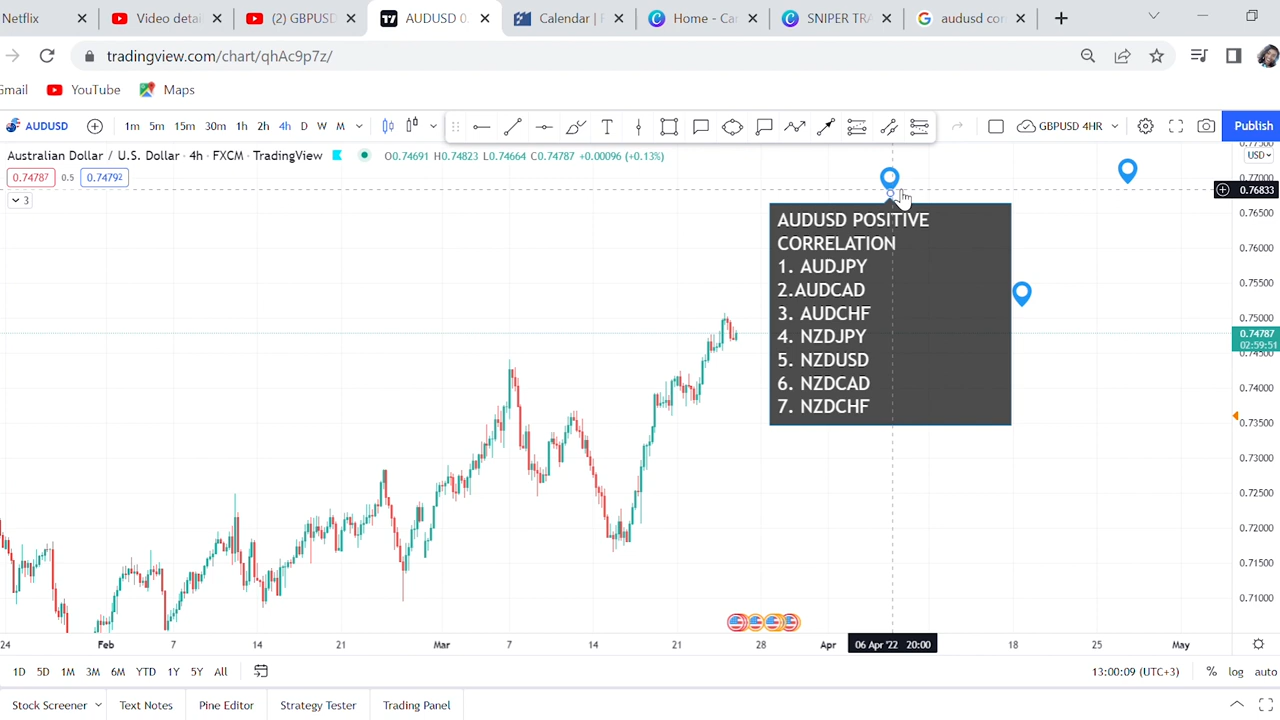 Netflix
Video detai
(2) GBPUSD
AUDUSD 0.
Calendar | F
Home - Can
SNIPER TRA
audusd cor
tradingview.com/chart/qhAc9p7z/
Gmail
YouTube
Maps
AUDUSD
1m 5m 15m 30m 1h 2h 4h D W M
GBPUSD 4HR
Publish
Australian Dollar / U.S. Dollar · 4h · FXCM · TradingView
O0.74691 H0.74823 L0.74664 C0.74787 +0.00096 (+0.13%)
USD
0.74787 0.5 0.74792
3
0.77000
0.76833
0.76500
0.76000
0.75500
0.75000
0.74787
02:59:51
0.74500
0.74000
0.73500
0.73000
0.72500
0.72000
0.71500
0.71000
AUDUSD POSITIVE
CORRELATION
1. AUDJPY
2.AUDCAD
3. AUDCHF
4. NZDJPY
5. NZDUSD
6. NZDCAD
7. NZDCHF
24 Feb 7 14 21 Mar 7 14 21 28 Apr 06 Apr '22 20:00 18 25 May
1D 5D 1M 3M 6M YTD 1Y 5Y All
13:00:09 (UTC+3)
% log auto
Stock Screener
Text Notes
Pine Editor
Strategy Tester
Trading Panel